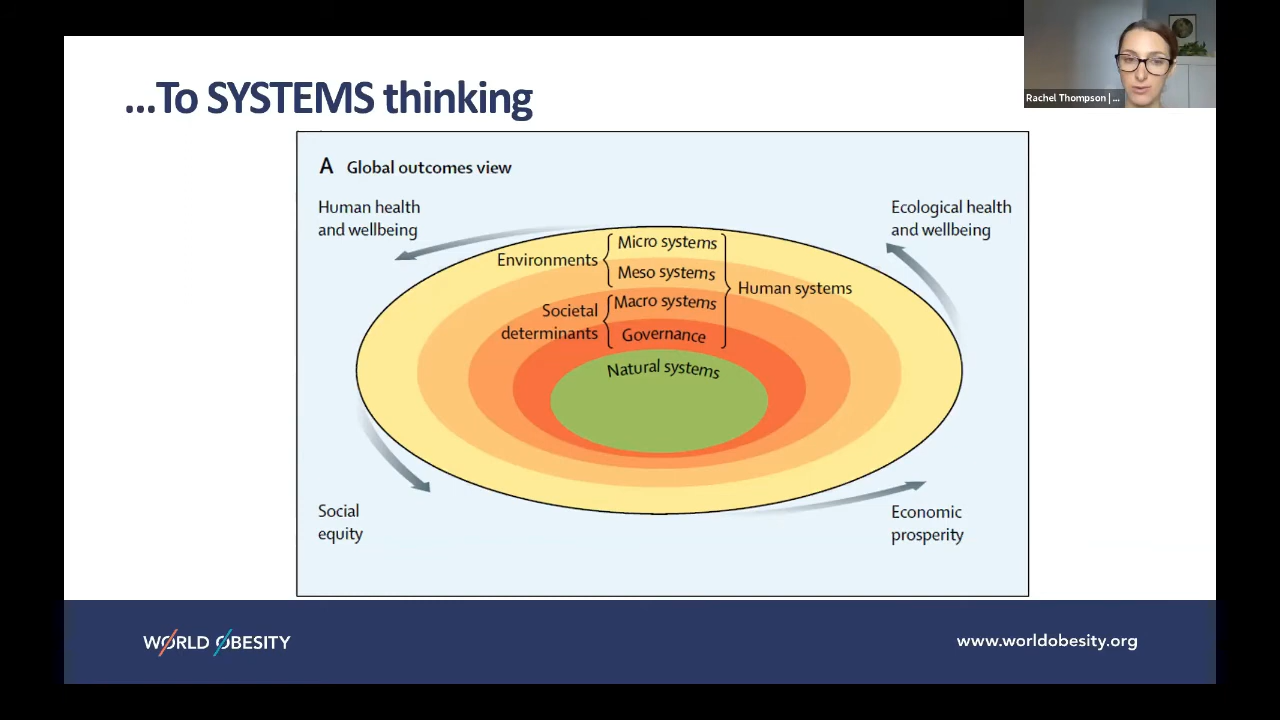 ...To SYSTEMS thinking
Rachel Thompson | ...
A Global outcomes view
Human health
and wellbeing
Ecological health
and wellbeing
Environments
Micro systems
Meso systems
Human systems
Societal
determinants
Macro systems
Governance
Natural systems
Social
equity
Economic
prosperity
WORLD OBESITY
www.worldobesity.org